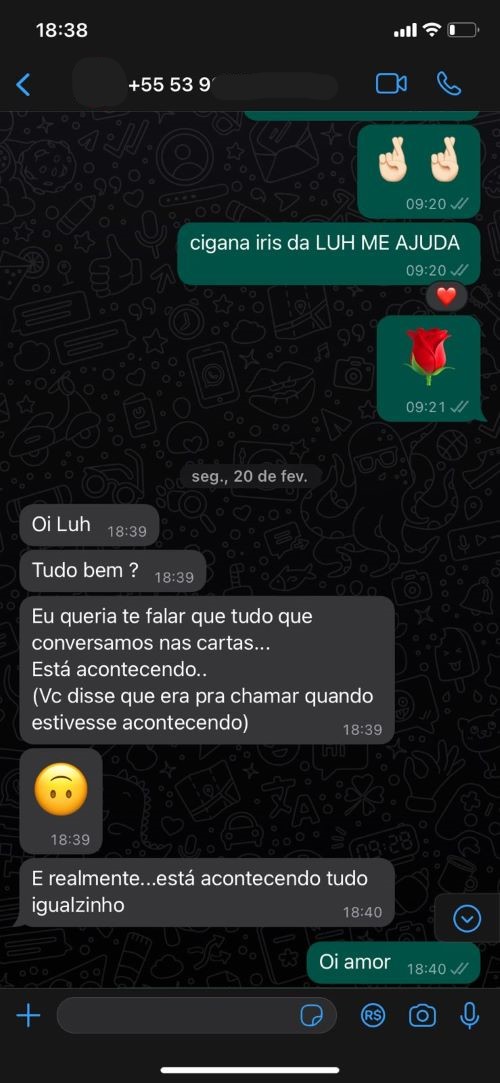 18:38
+55 53 9
09:20
cigana iris da LUH ME AJUDA
09:20
09:21
seg., 20 de fev.
Oi Luh
18:39
Tudo bem ?
18:39
Eu queria te falar que tudo que
conversamos nas cartas...
Está acontecendo..
(Vc disse que era pra chamar quando
estivesse acontecendo)
18:39
18:39
E realmente...está acontecendo tudo
igualzinho
18:40
Oi amor
18:40
R$